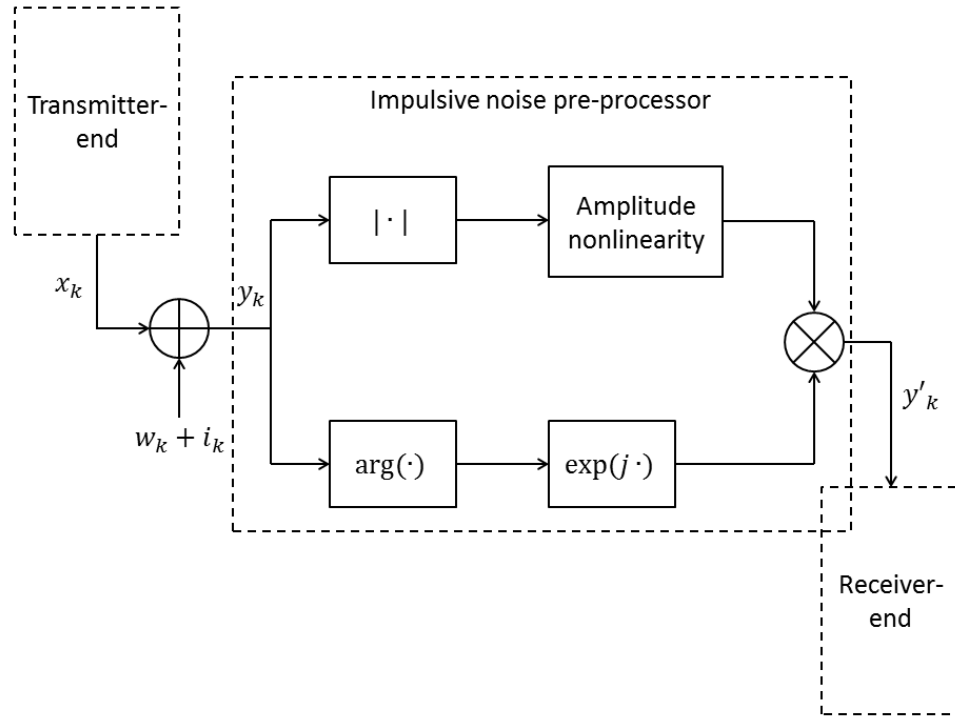 Transmitter-
end
Impulsive noise pre-processor
| · |
Amplitude
nonlinearity
x_k
y_k
w_k + i_k
y'_k
arg(·)
exp(j ·)
Receiver-
end